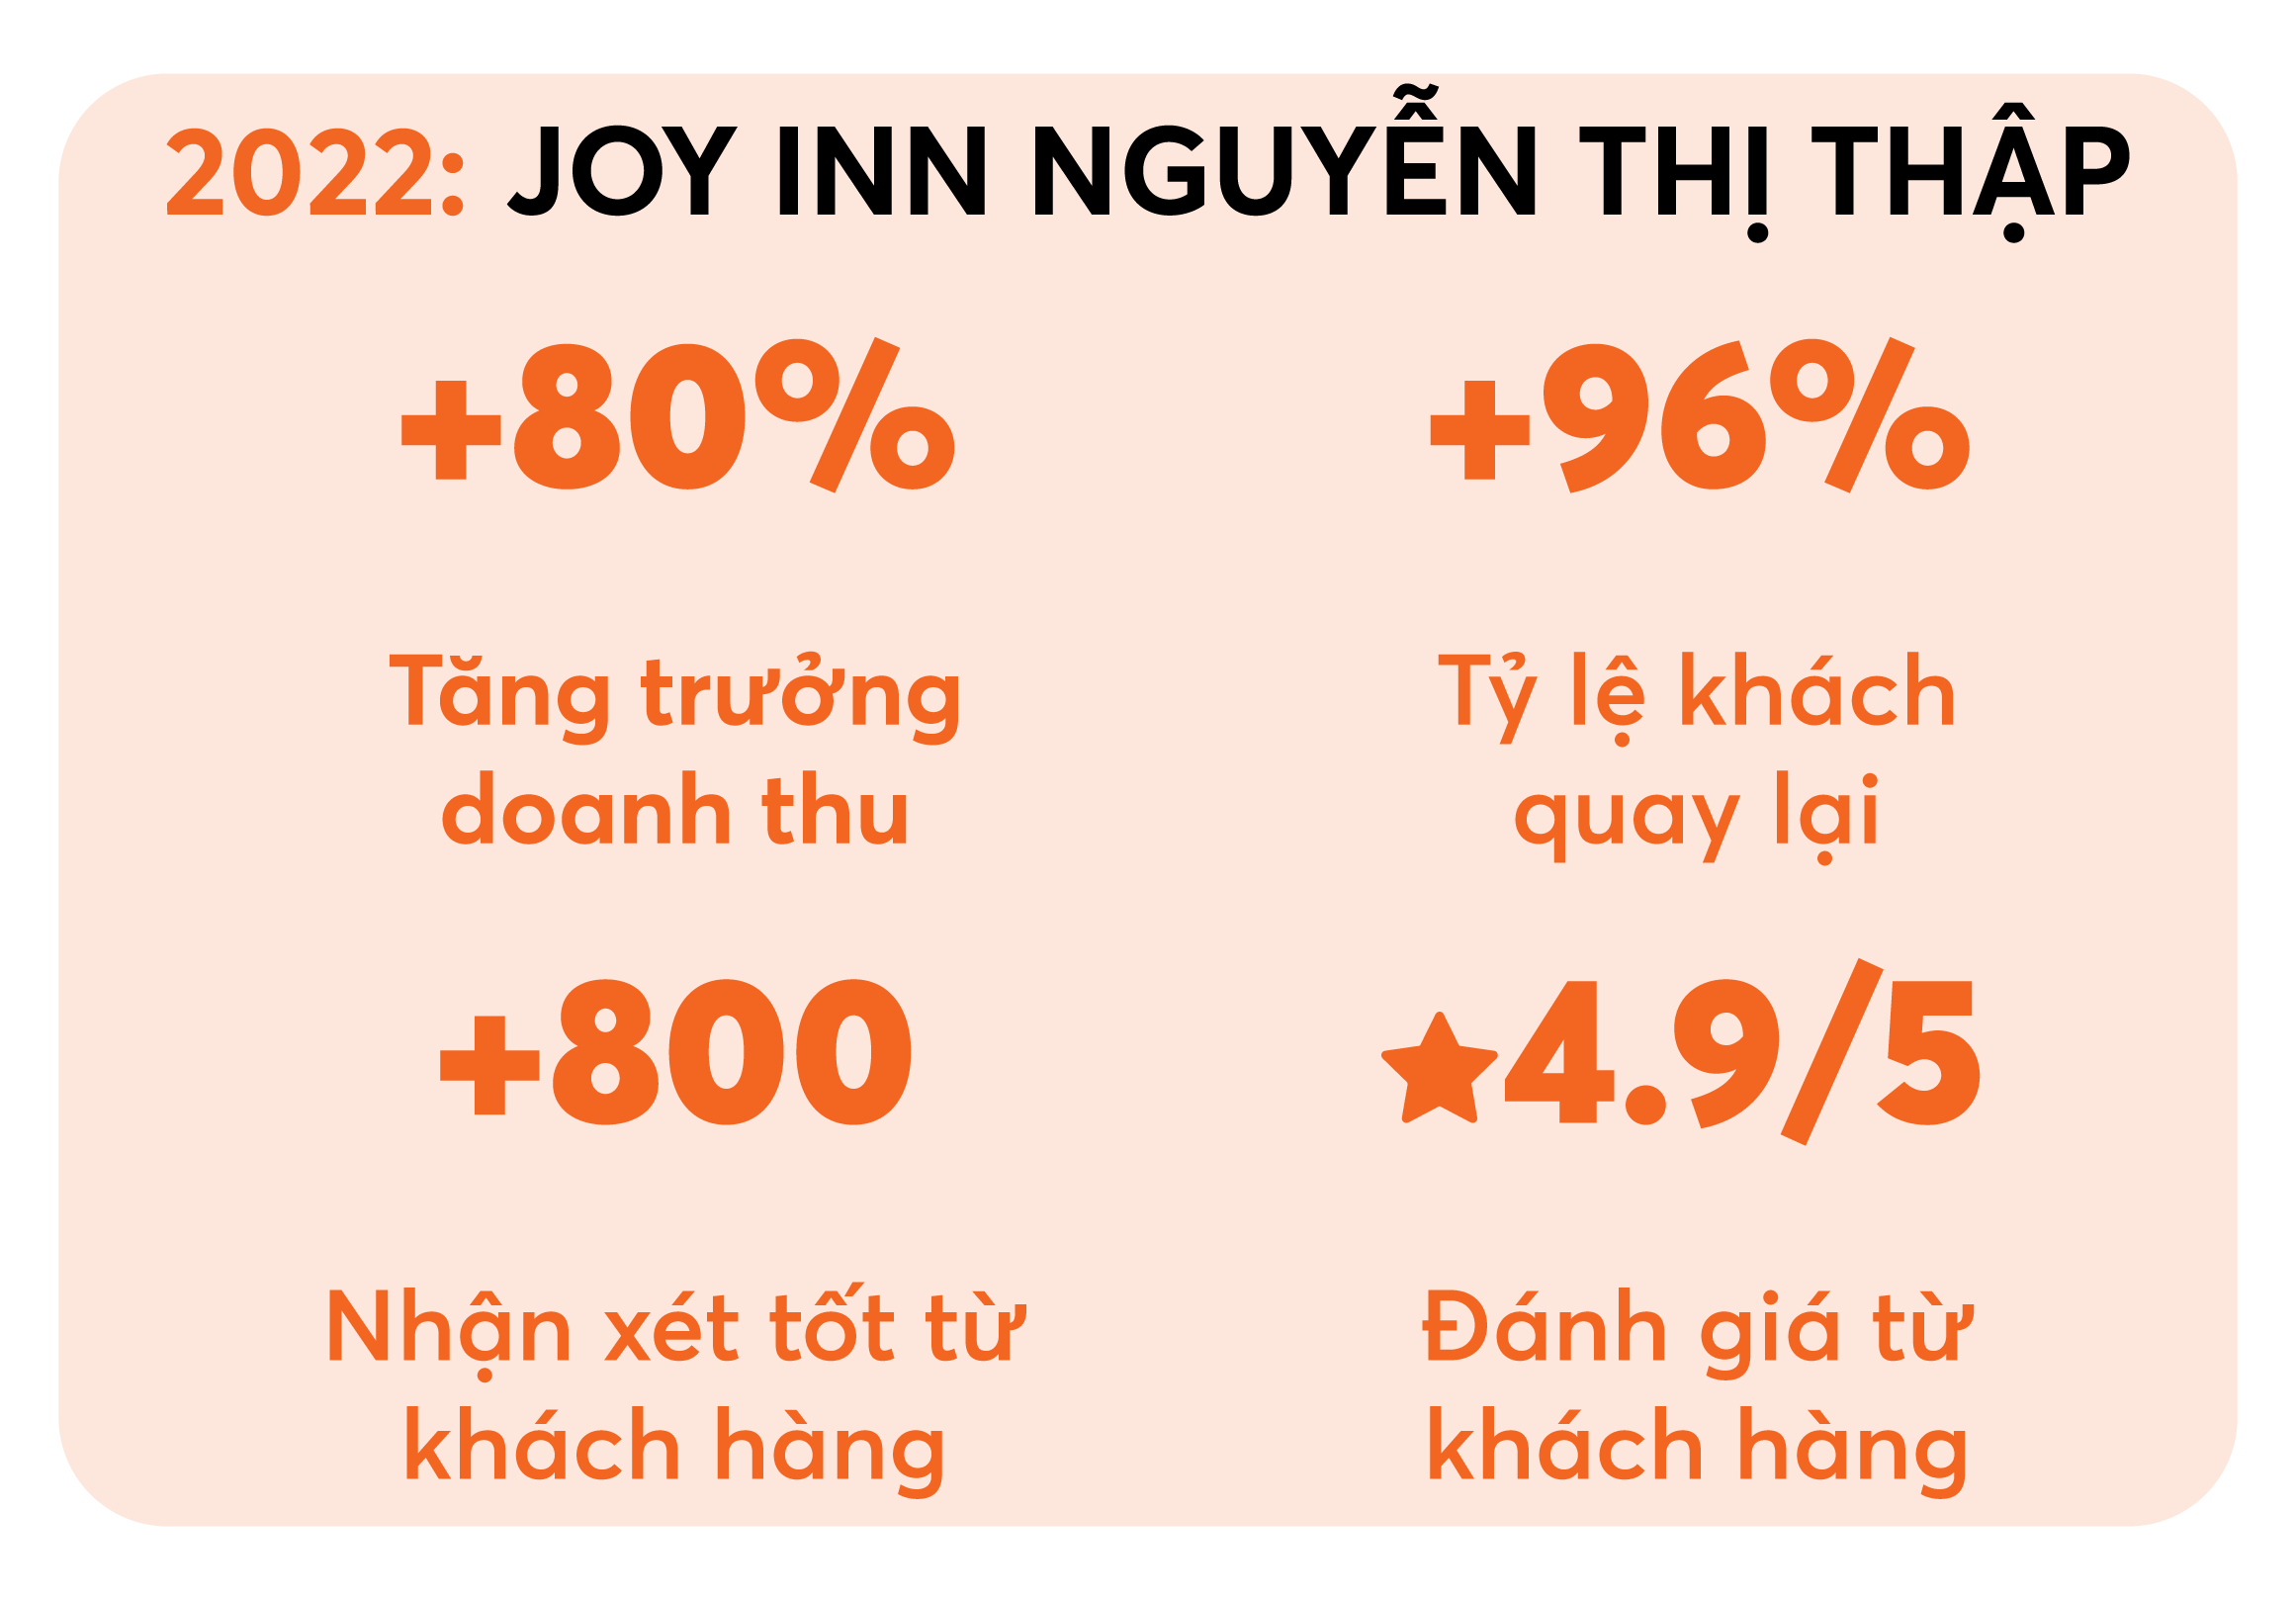 2022: JOY INN NGUYỄN THỊ THẬP
+80%
Tăng trưởng
doanh thu
+96%
Tỷ lệ khách
quay lại
+800
Nhận xét tốt từ
khách hàng
★4.9/5
Đánh giá từ
khách hàng